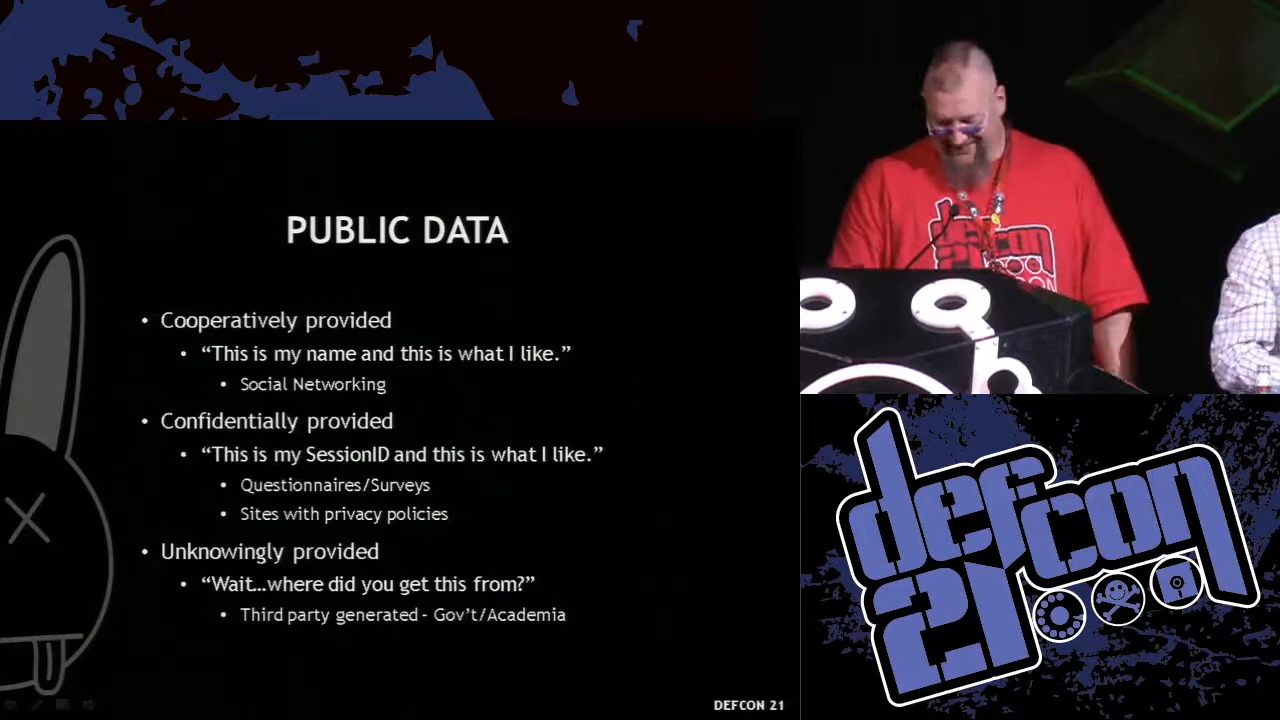 PUBLIC DATA
• Cooperatively provided
• “This is my name and this is what I like.”
• Social Networking
• Confidentially provided
• “This is my SessionID and this is what I like.”
• Questionnaires/Surveys
• Sites with privacy policies
• Unknowingly provided
• “Wait…where did you get this from?”
• Third party generated - Gov’t/Academia
DEFCON 21
defcon
21
defcon
21